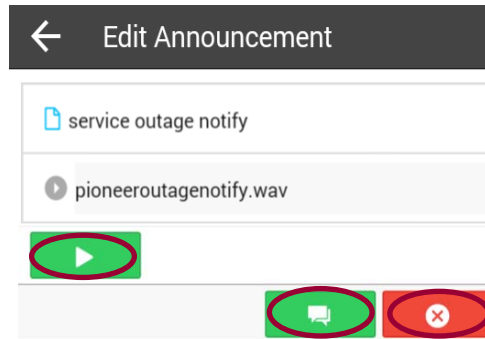 Edit Announcement
service outage notify
pioneeroutagenotify.wav